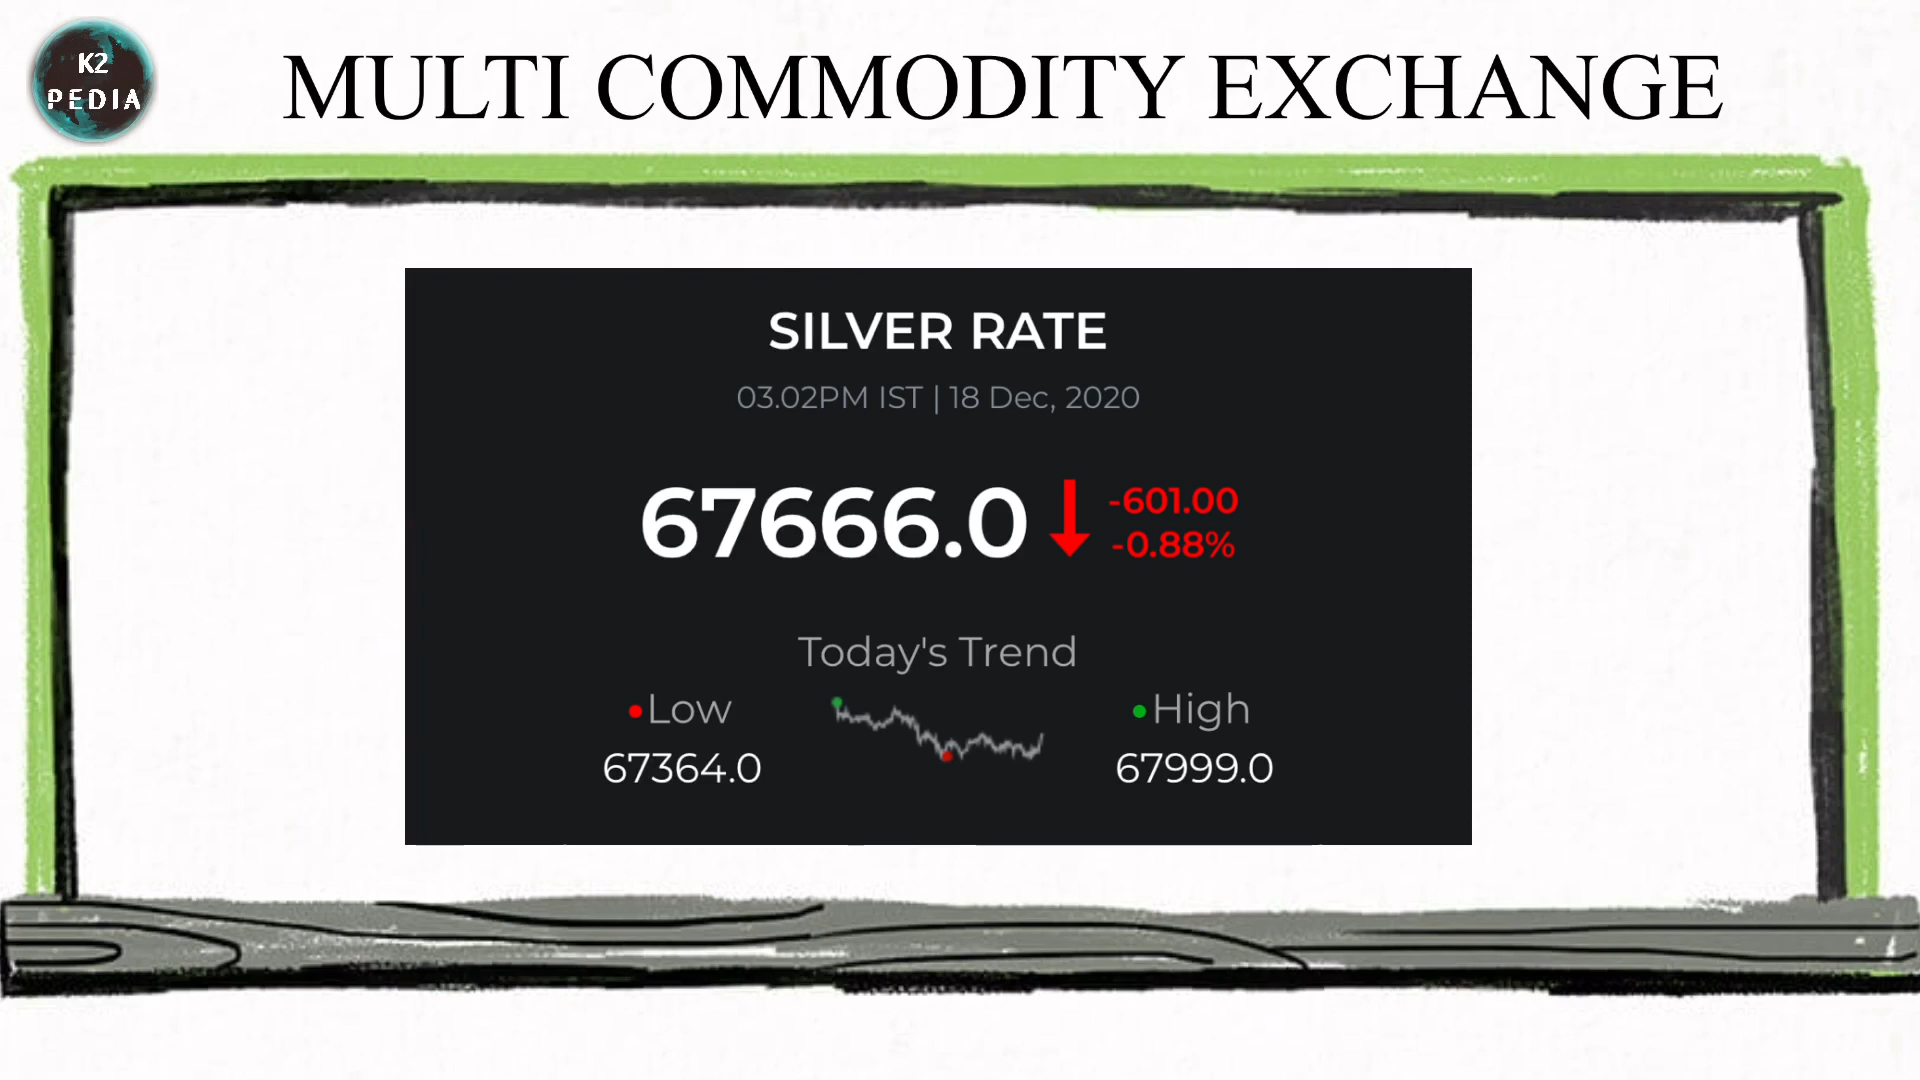 K2
PEDIA
MULTI COMMODITY EXCHANGE
SILVER RATE
03.02PM IST | 18 Dec, 2020
67666.0
-601.00
-0.88%
Today's Trend
Low
High
67364.0
67999.0